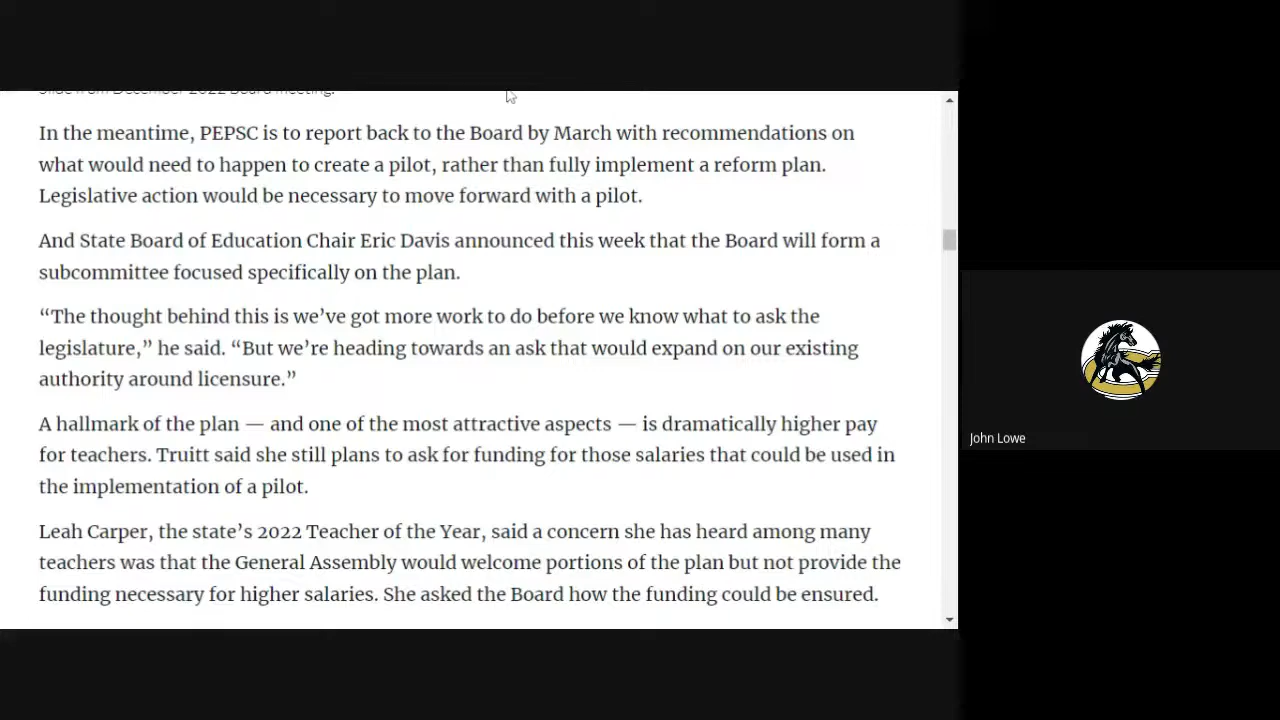 Slide from December 2022 Board meeting.
In the meantime, PEPSC is to report back to the Board by March with recommendations on
what would need to happen to create a pilot, rather than fully implement a reform plan.
Legislative action would be necessary to move forward with a pilot.
And State Board of Education Chair Eric Davis announced this week that the Board will form a
subcommittee focused specifically on the plan.
“The thought behind this is we’ve got more work to do before we know what to ask the
legislature,” he said. “But we’re heading towards an ask that would expand on our existing
authority around licensure.”
A hallmark of the plan — and one of the most attractive aspects — is dramatically higher pay
for teachers. Truitt said she still plans to ask for funding for those salaries that could be used in
the implementation of a pilot.
Leah Carper, the state’s 2022 Teacher of the Year, said a concern she has heard among many
teachers was that the General Assembly would welcome portions of the plan but not provide the
funding necessary for higher salaries. She asked the Board how the funding could be ensured.
John Lowe